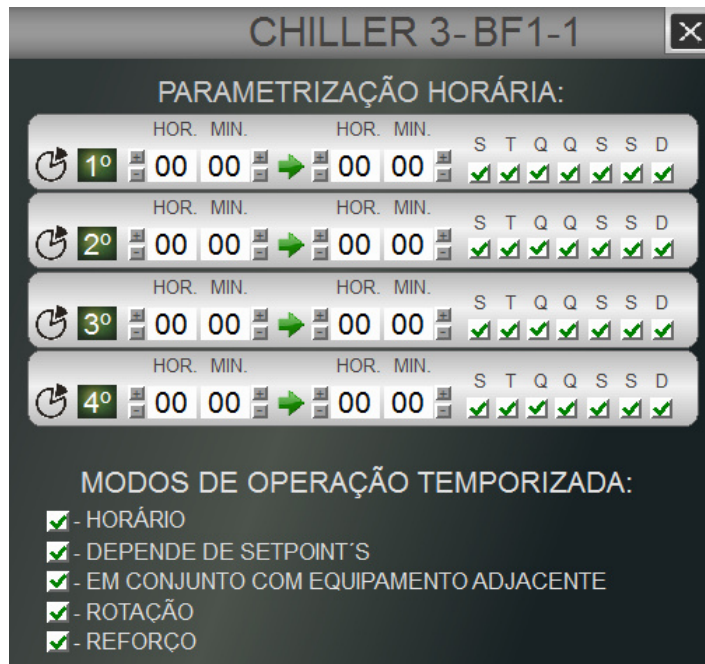 CHILLER 3-BF1-1
PARAMETRIZAÇÃO HORÁRIA:
HOR. MIN. HOR. MIN.
S T Q Q S S D
1º 00 00 00 00
HOR. MIN. HOR. MIN.
S T Q Q S S D
2º 00 00 00 00
HOR. MIN. HOR. MIN.
S T Q Q S S D
3º 00 00 00 00
HOR. MIN. HOR. MIN.
S T Q Q S S D
4º 00 00 00 00
MODOS DE OPERAÇÃO TEMPORIZADA:
- HORÁRIO
- DEPENDE DE SETPOINT´S
- EM CONJUNTO COM EQUIPAMENTO ADJACENTE
- ROTAÇÃO
- REFORÇO